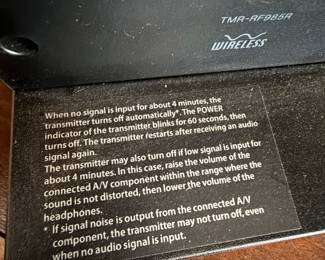 TMR-RF985R
WIRELESS
When no signal is input for about 4 minutes, the
transmitter turns off automatically*. The POWER
indicator of the transmitter blinks for 60 seconds, then
turns off. The transmitter restarts after receiving an audio
signal again.
The transmitter may also turn off if low signal is input for
about 4 minutes. In this case, raise the volume of the
connected A/V component within the range where the
sound is not distorted, then lower the volume of the
headphones.
* If signal noise is output from the connected A/V
component, the transmitter may not turn off, even
when no audio signal is input.